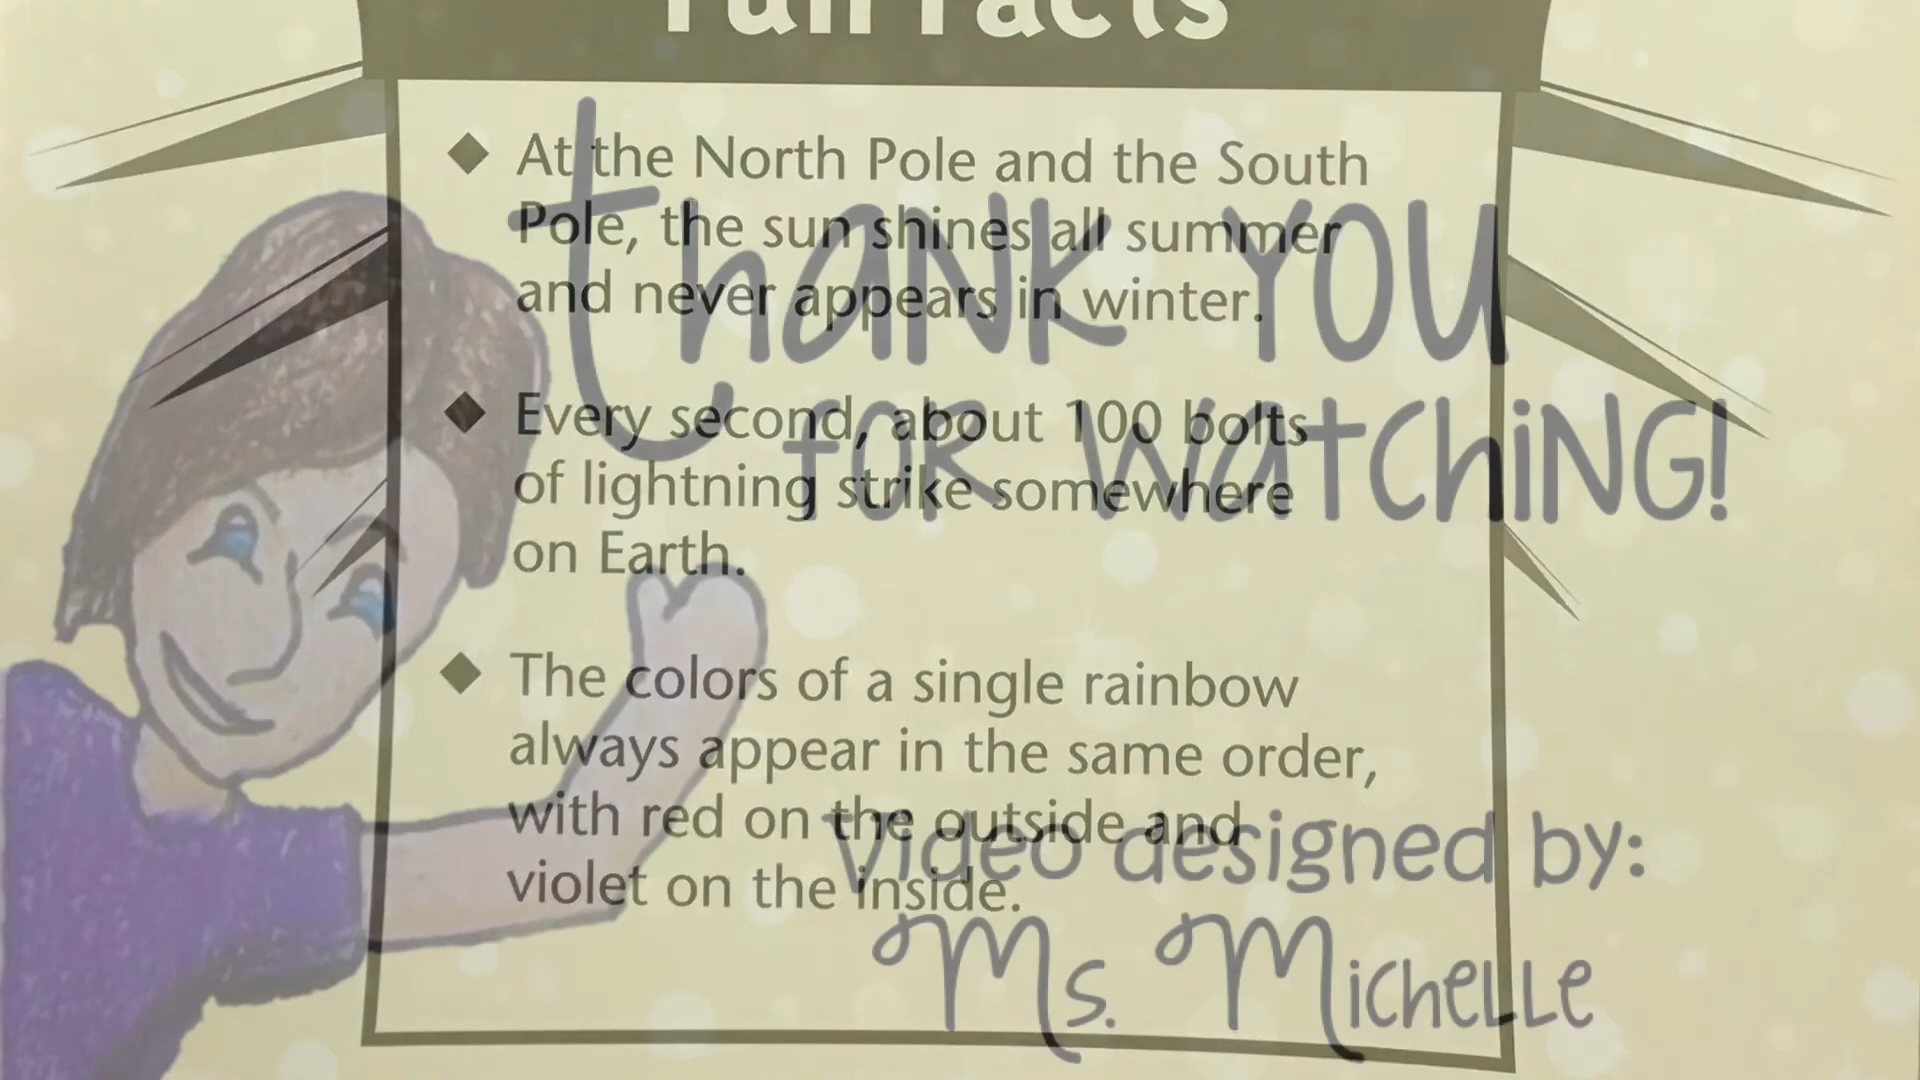 Fun Facts
◆ At the North Pole and the South
Pole, the sun shines all summer
and never appears in winter.
◆ Every second, about 100 bolts
of lightning strike somewhere
on Earth.
◆ The colors of a single rainbow
always appear in the same order,
with red on the outside and
violet on the inside.
thank you
for watching!
Video designed by:
Ms. Michelle